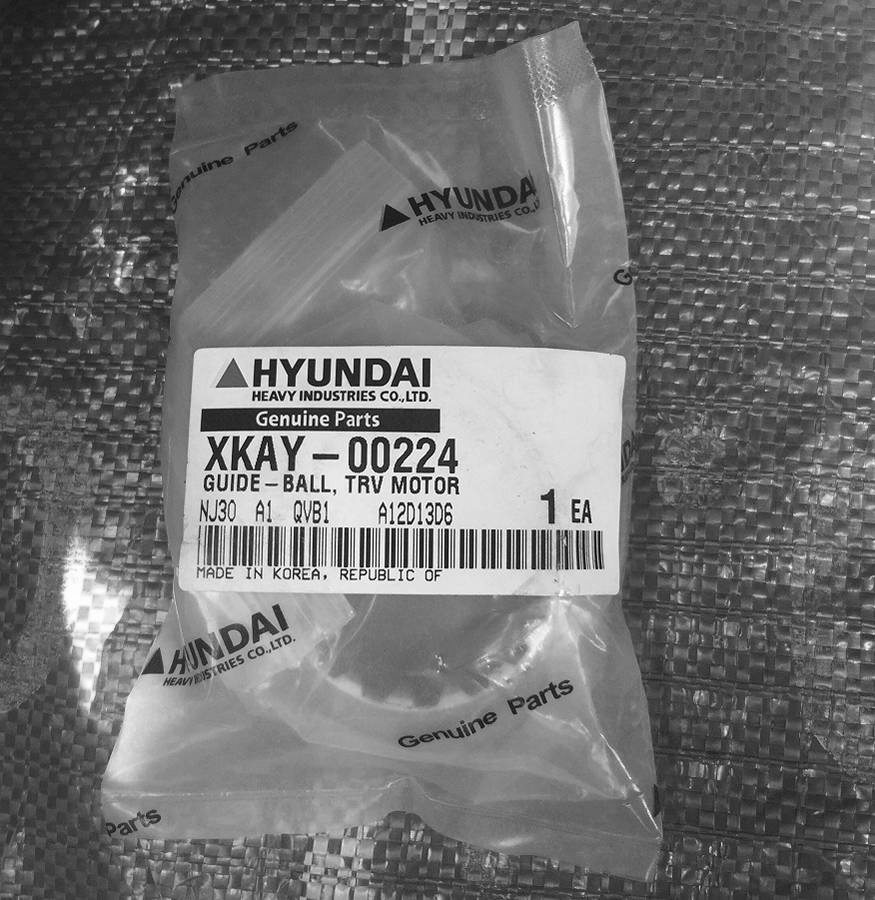 Genuine Parts
HYUNDAI
HEAVY INDUSTRIES CO.,L
G
HYUNDAI
HEAVY INDUSTRIES CO.,LTD.
Genuine Parts
XKAY-00224
GUIDE-BALL, TRV MOTOR
NJ30 A1 QVB1 A12D13D6 1 EA
MADE IN KOREA, REPUBLIC OF
HYUNDAI
HEAVY INDUSTRIES CO.,LTD.
Genuine Parts
Parts